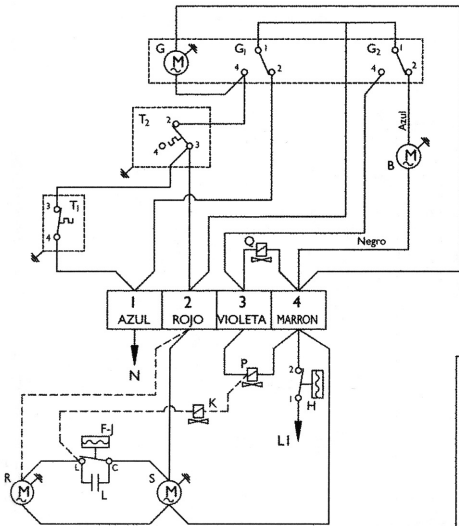 G G1 1 G2 1
M
4 2 4 2
T2 2
4 3
Azul
M
B
3 T1
4
Q Negro
1 2 3 4
AZUL ROJO VIOLETA MARRON
N
P
2
1 H
K
L1
F-J
R L C S
M L M